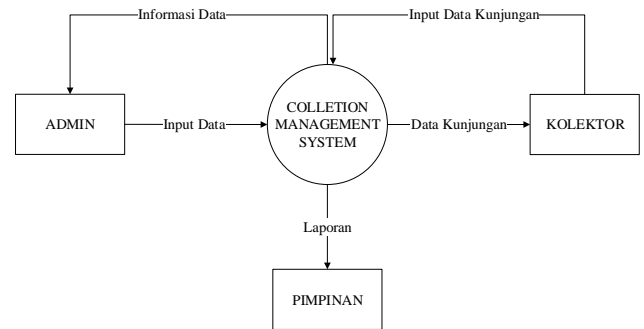 Informasi Data
Input Data Kunjungan
ADMIN
Input Data
COLLETION
MANAGEMENT
SYSTEM
Data Kunjungan
KOLEKTOR
Laporan
PIMPINAN